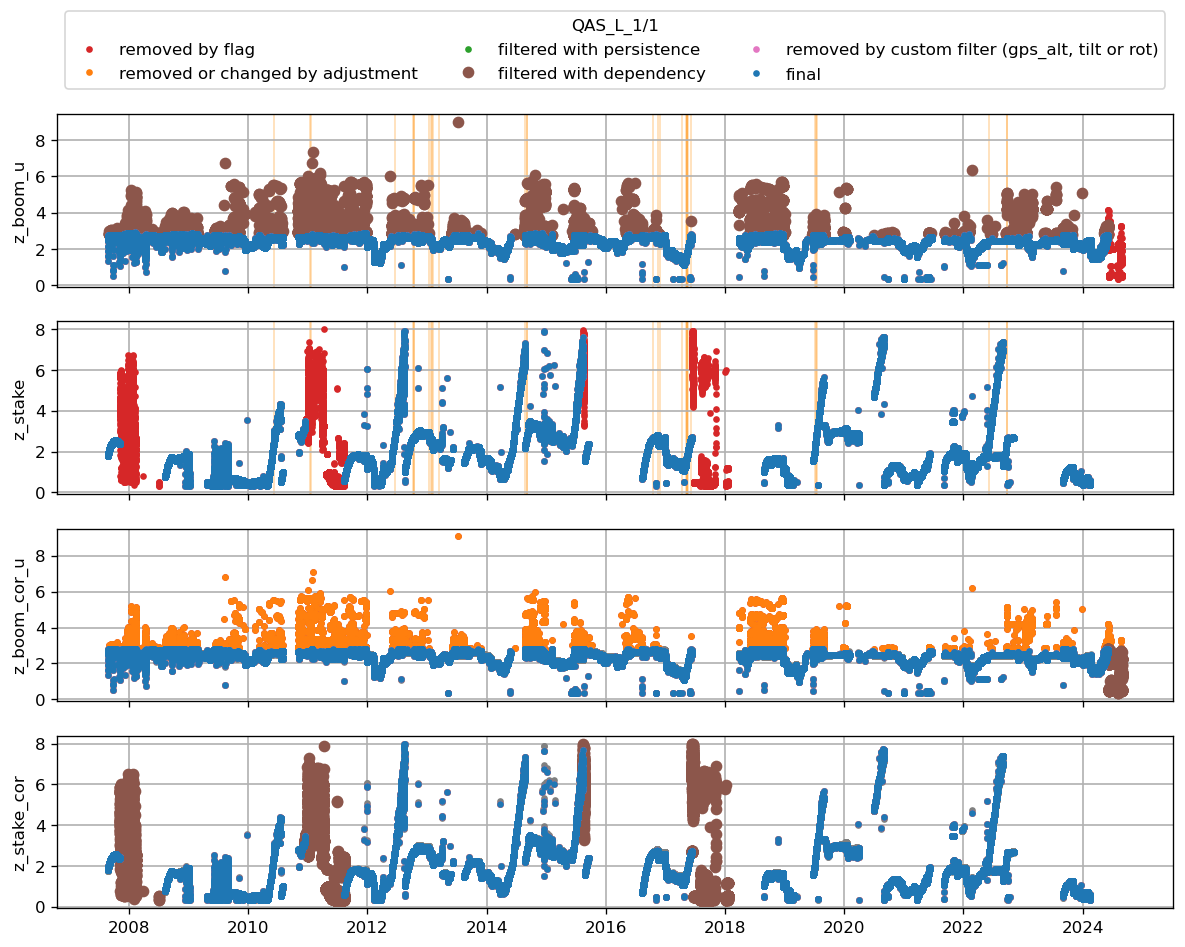 QAS_L_1/1
removed by flag
filtered with persistence
removed by custom filter (gps_alt, tilt or rot)
removed or changed by adjustment
filtered with dependency
final
z_boom_u
8
6
4
2
0
z_stake
8
6
4
2
0
z_boom_cor_u
8
6
4
2
0
z_stake_cor
8
6
4
2
0
2008 2010 2012 2014 2016 2018 2020 2022 2024